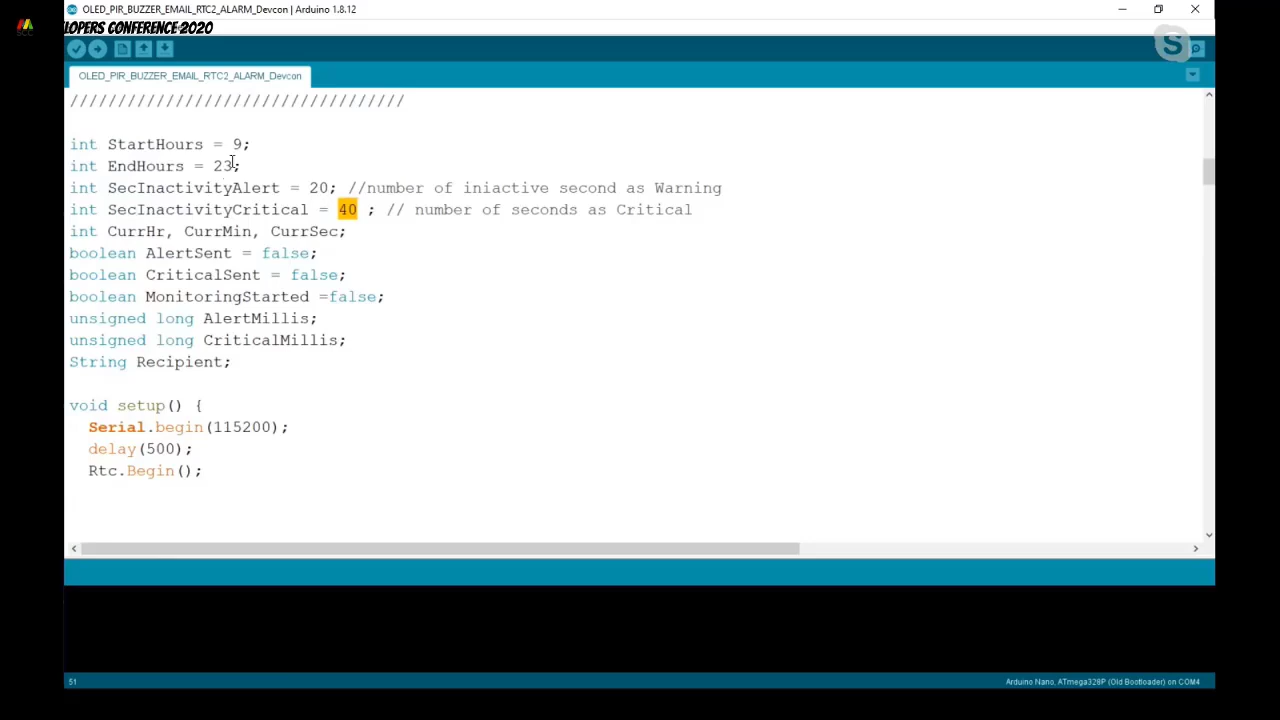 OLED_PIR_BUZZER_EMAIL_RTC2_ALARM_Devcon | Arduino 1.8.12
ELOPERS CONFERENCE 2020
SCC
OLED_PIR_BUZZER_EMAIL_RTC2_ALARM_Devcon
///////////////////////////////////
int StartHours = 9;
int EndHours = 23;
int SecInactivityAlert = 20; //number of iniactive second as Warning
int SecInactivityCritical = 40 ; // number of seconds as Critical
int CurrHr, CurrMin, CurrSec;
boolean AlertSent = false;
boolean CriticalSent = false;
boolean MonitoringStarted =false;
unsigned long AlertMillis;
unsigned long CriticalMillis;
String Recipient;
void setup() {
Serial.begin(115200);
delay(500);
Rtc.Begin();
51
Arduino Nano, ATmega328P (Old Bootloader) on COM4